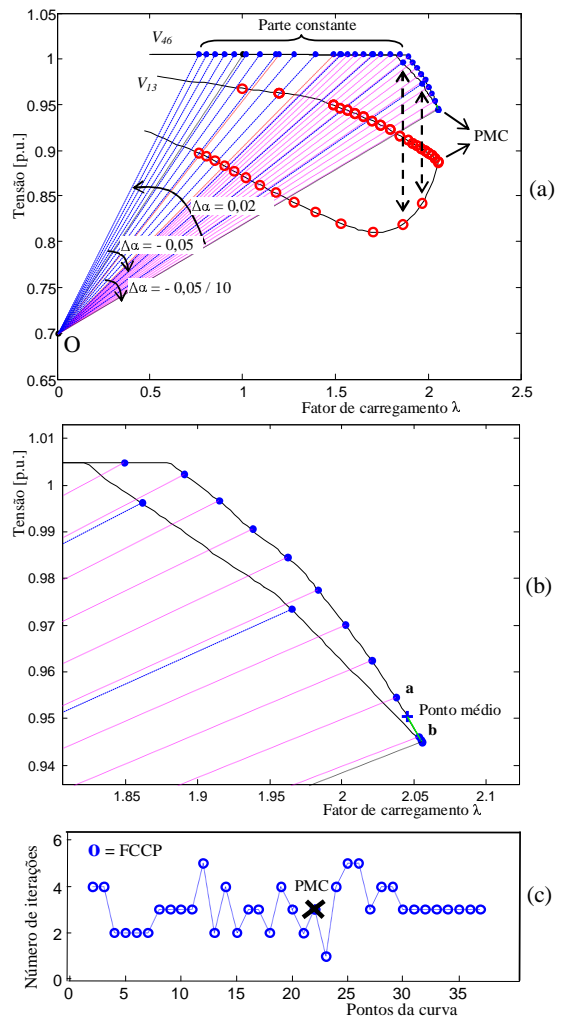 Parte constante
V46
V13
PMC
Δα = 0,02
Δα = - 0,05
Δα = - 0,05 / 10
O
Tensão [p.u.]
1.05
1
0.95
0.9
0.85
0.8
0.75
0.7
0.65
0 0.5 1 1.5 2 2.5
Fator de carregamento λ
(a)
Tensão [p.u.]
1.01
1
0.99
0.98
0.97
0.96
0.95
0.94
a
Ponto médio
b
1.85 1.9 1.95 2 2.05 2.1
Fator de carregamento λ
(b)
Número de iterações
6
4
2
0
o = FCCP
PMC
0 5 10 15 20 25 30 35
Pontos da curva
(c)